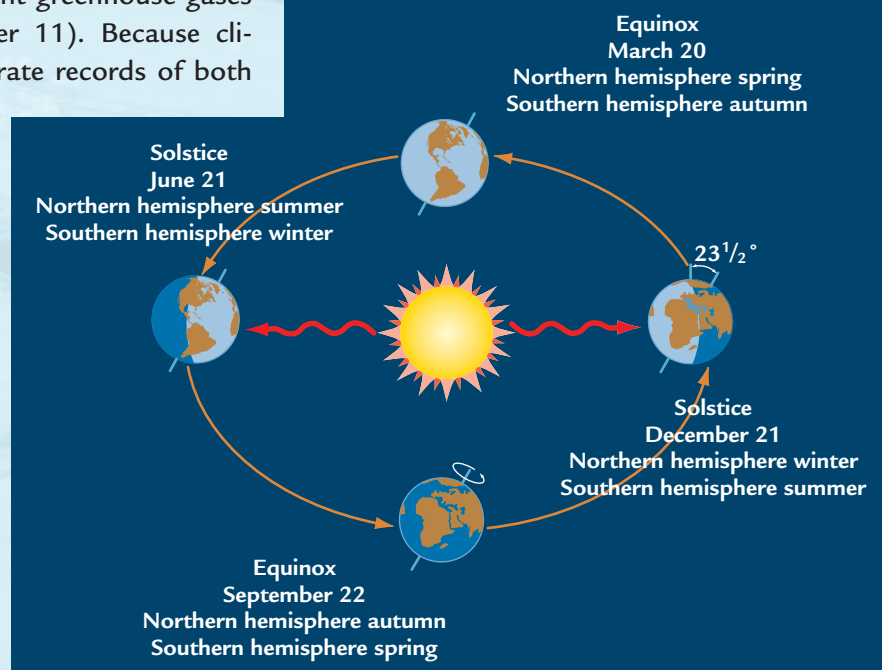 nt greenhouse gases
er 11). Because cli-
rate records of both
Equinox
March 20
Northern hemisphere spring
Southern hemisphere autumn
Solstice
June 21
Northern hemisphere summer
Southern hemisphere winter
23 1/2 °
Solstice
December 21
Northern hemisphere winter
Southern hemisphere summer
Equinox
September 22
Northern hemisphere autumn
Southern hemisphere spring